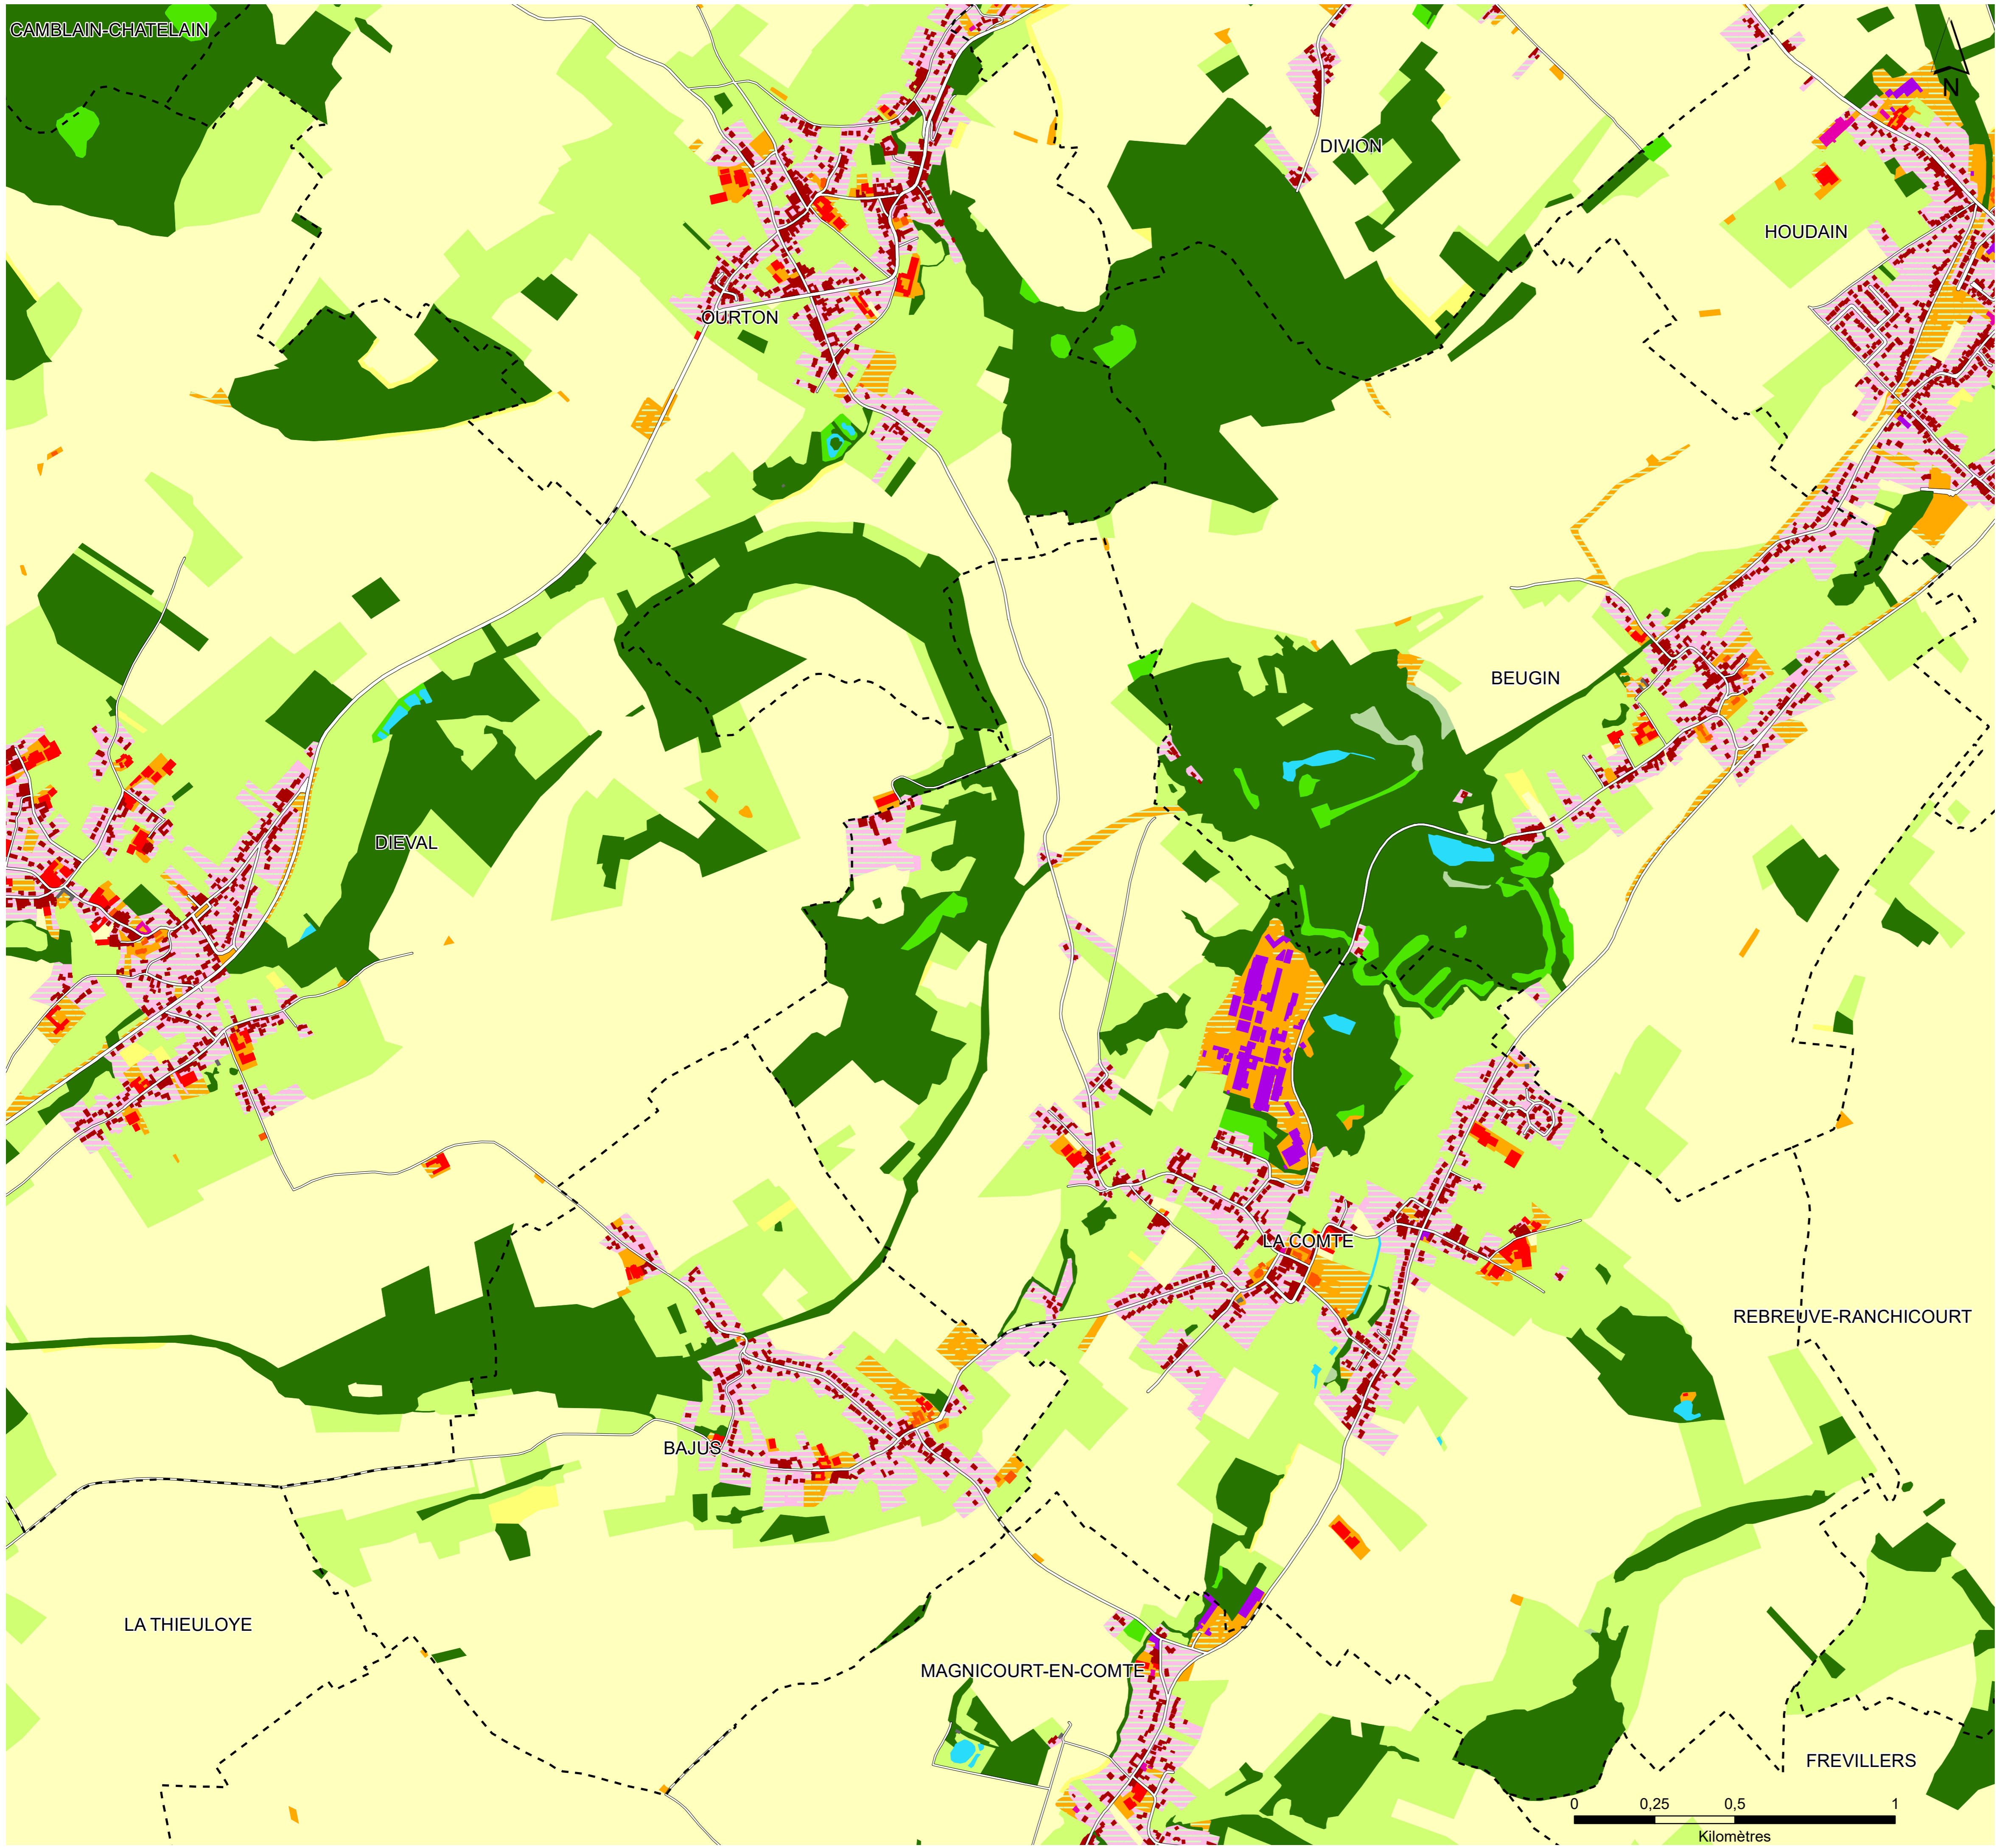 CAMBLAIN-CHATELAIN
N
DIVION
HOUDAIN
OURTON
BEUGIN
DIEVAL
LA COMTE
REBREUVE-RANCHICOURT
BAJUS
LA THIEULOYE
MAGNICOURT-EN-COMTE
FREVILLERS
0 0,25 0,5 1
Kilomètres